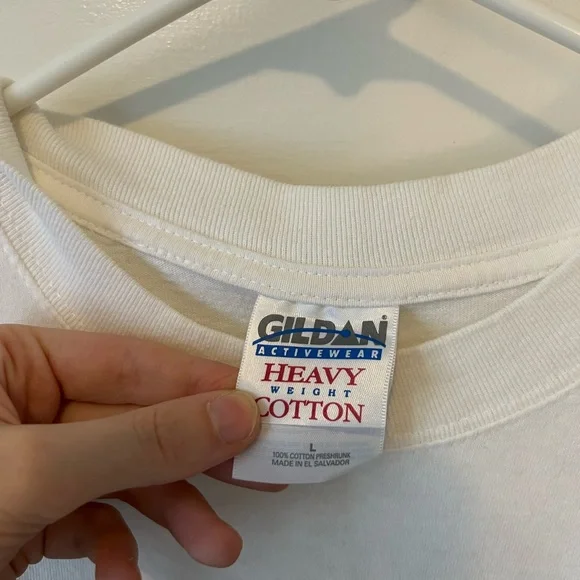 GILDAN®
ACTIVEWEAR
HEAVY
WEIGHT
COTTON
L
100% COTTON PRESHRUNK
MADE IN EL SALVADOR